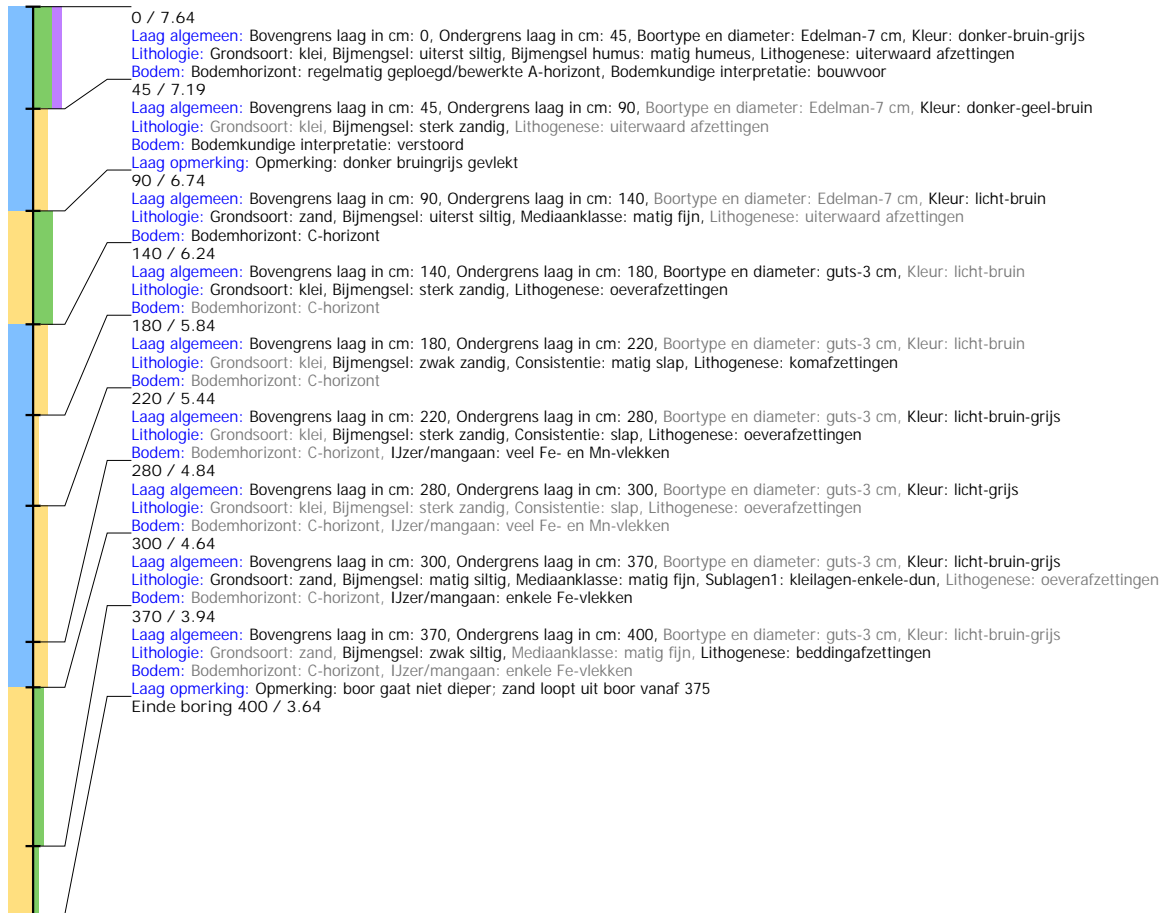 0 / 7.64
Laag algemeen: Bovengrens laag in cm: 0, Ondergrens laag in cm: 45, Boortype en diameter: Edelman-7 cm, Kleur: donker-bruin-grijs
Lithologie: Grondsoort: klei, Bijmengsel: uiterst siltig, Bijmengsel humus: matig humeus, Lithogenese: uiterwaard afzettingen
Bodem: Bodemhorizont: regelmatig geploegd/bewerkte A-horizont, Bodemkundige interpretatie: bouwvoor
45 / 7.19
Laag algemeen: Bovengrens laag in cm: 45, Ondergrens laag in cm: 90, Boortype en diameter: Edelman-7 cm, Kleur: donker-geel-bruin
Lithologie: Grondsoort: klei, Bijmengsel: sterk zandig, Lithogenese: uiterwaard afzettingen
Bodem: Bodemkundige interpretatie: verstoord
Laag opmerking: Opmerking: donker bruingrijs gevlekt
90 / 6.74
Laag algemeen: Bovengrens laag in cm: 90, Ondergrens laag in cm: 140, Boortype en diameter: Edelman-7 cm, Kleur: licht-bruin
Lithologie: Grondsoort: zand, Bijmengsel: uiterst siltig, Mediaanklasse: matig fijn, Lithogenese: uiterwaard afzettingen
Bodem: Bodemhorizont: C-horizont
140 / 6.24
Laag algemeen: Bovengrens laag in cm: 140, Ondergrens laag in cm: 180, Boortype en diameter: guts-3 cm, Kleur: licht-bruin
Lithologie: Grondsoort: klei, Bijmengsel: sterk zandig, Lithogenese: oeverafzettingen
Bodem: Bodemhorizont: C-horizont
180 / 5.84
Laag algemeen: Bovengrens laag in cm: 180, Ondergrens laag in cm: 220, Boortype en diameter: guts-3 cm, Kleur: licht-bruin
Lithologie: Grondsoort: klei, Bijmengsel: zwak zandig, Consistentie: matig slap, Lithogenese: komafzettingen
Bodem: Bodemhorizont: C-horizont
220 / 5.44
Laag algemeen: Bovengrens laag in cm: 220, Ondergrens laag in cm: 280, Boortype en diameter: guts-3 cm, Kleur: licht-bruin-grijs
Lithologie: Grondsoort: klei, Bijmengsel: sterk zandig, Consistentie: slap, Lithogenese: oeverafzettingen
Bodem: Bodemhorizont: C-horizont, IJzer/mangaan: veel Fe- en Mn-vlekken
280 / 4.84
Laag algemeen: Bovengrens laag in cm: 280, Ondergrens laag in cm: 300, Boortype en diameter: guts-3 cm, Kleur: licht-grijs
Lithologie: Grondsoort: klei, Bijmengsel: sterk zandig, Consistentie: slap, Lithogenese: oeverafzettingen
Bodem: Bodemhorizont: C-horizont, IJzer/mangaan: veel Fe- en Mn-vlekken
300 / 4.64
Laag algemeen: Bovengrens laag in cm: 300, Ondergrens laag in cm: 370, Boortype en diameter: guts-3 cm, Kleur: licht-bruin-grijs
Lithologie: Grondsoort: zand, Bijmengsel: matig siltig, Mediaanklasse: matig fijn, Sublagen1: kleilagen-enkele-dun, Lithogenese: oeverafzettingen
Bodem: Bodemhorizont: C-horizont, IJzer/mangaan: enkele Fe-vlekken
370 / 3.94
Laag algemeen: Bovengrens laag in cm: 370, Ondergrens laag in cm: 400, Boortype en diameter: guts-3 cm, Kleur: licht-bruin-grijs
Lithologie: Grondsoort: zand, Bijmengsel: zwak siltig, Mediaanklasse: matig fijn, Lithogenese: beddingafzettingen
Bodem: Bodemhorizont: C-horizont, IJzer/mangaan: enkele Fe-vlekken
Laag opmerking: Opmerking: boor gaat niet dieper; zand loopt uit boor vanaf 375
Einde boring 400 / 3.64